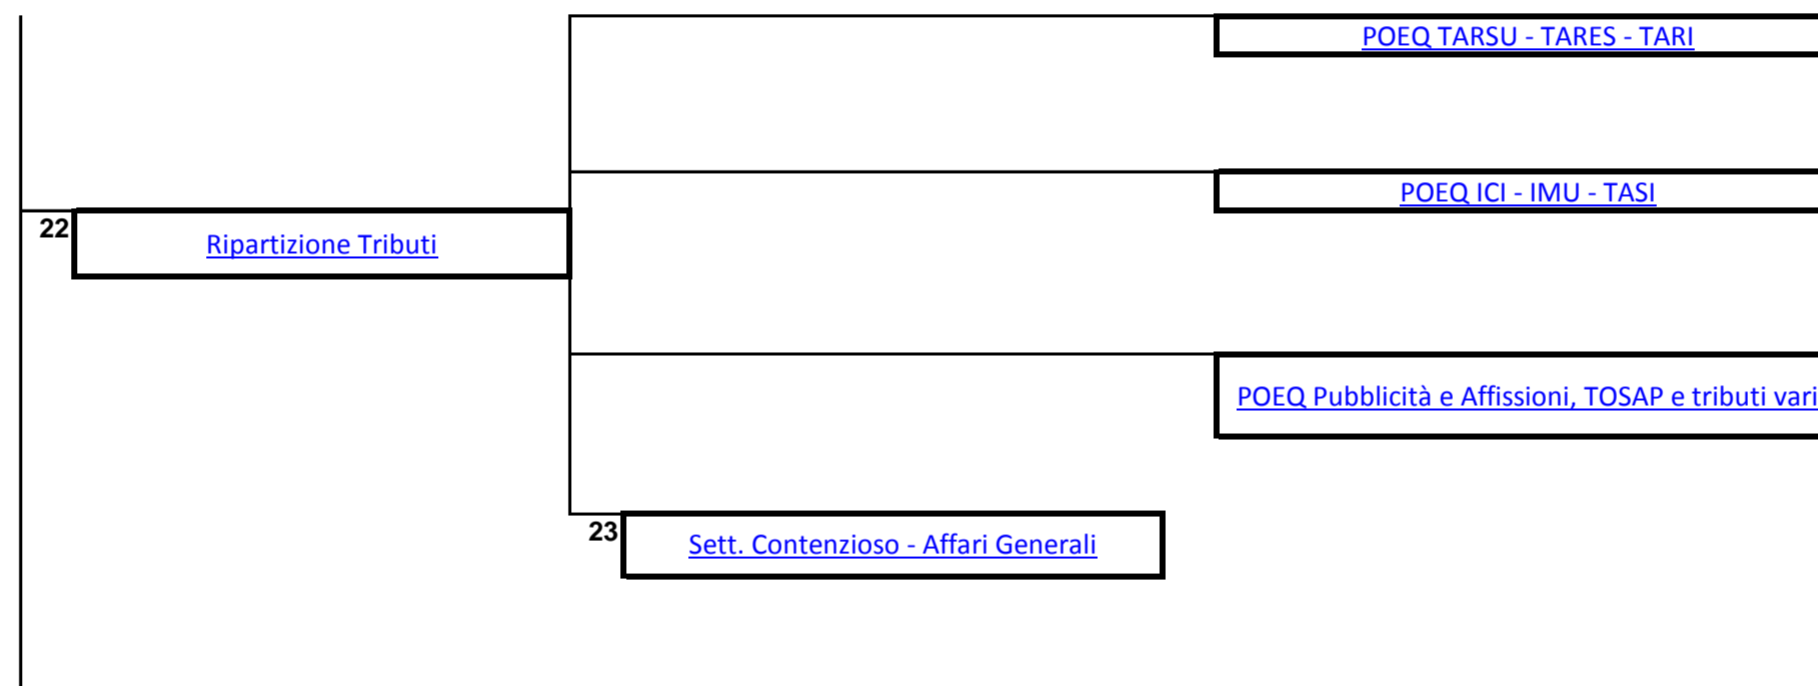 POEQ TARSU - TARES - TARI
POEQ ICI - IMU - TASI
22
Ripartizione Tributi
POEQ Pubblicità e Affissioni, TOSAP e tributi vari
23
Sett. Contenzioso - Affari Generali